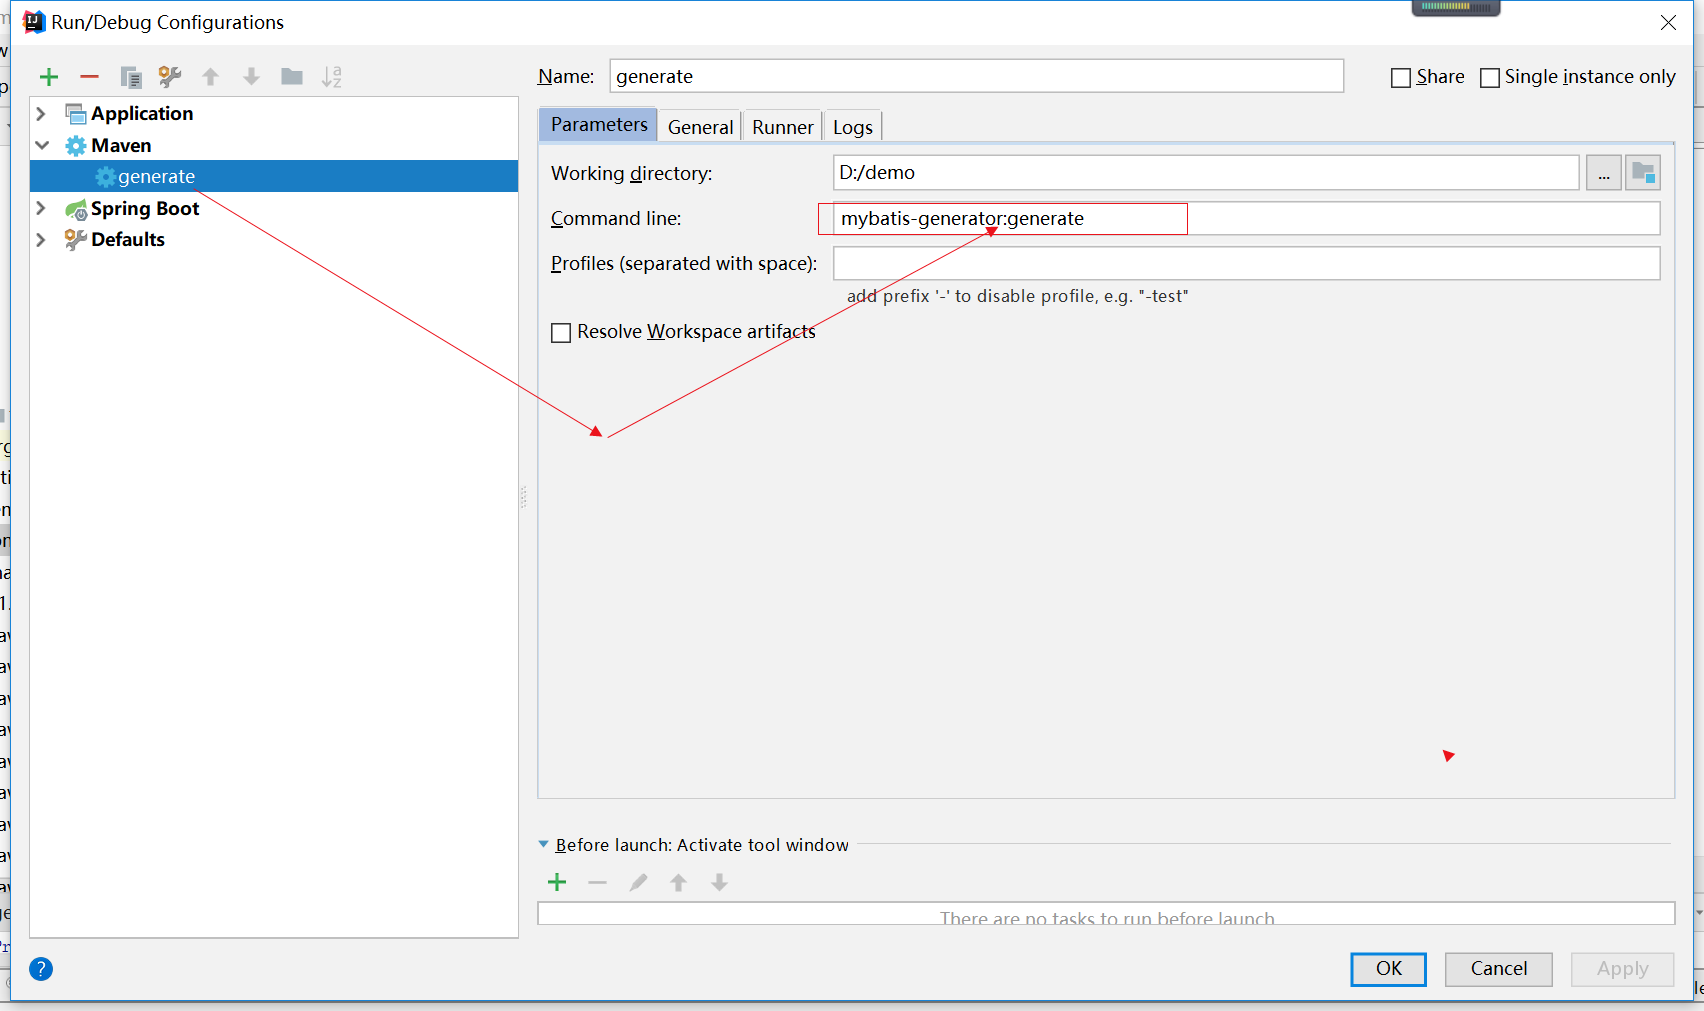 Run/Debug Configurations
Name: generate
Share
Single instance only
Application
Maven
generate
Spring Boot
Defaults
Parameters
General
Runner
Logs
Working directory: D:/demo
...
Command line: mybatis-generator:generate
Profiles (separated with space):
add prefix '-' to disable profile, e.g. "-test"
Resolve Workspace artifacts
Before launch: Activate tool window
There are no tasks to run before launch
?
OK
Cancel
Apply